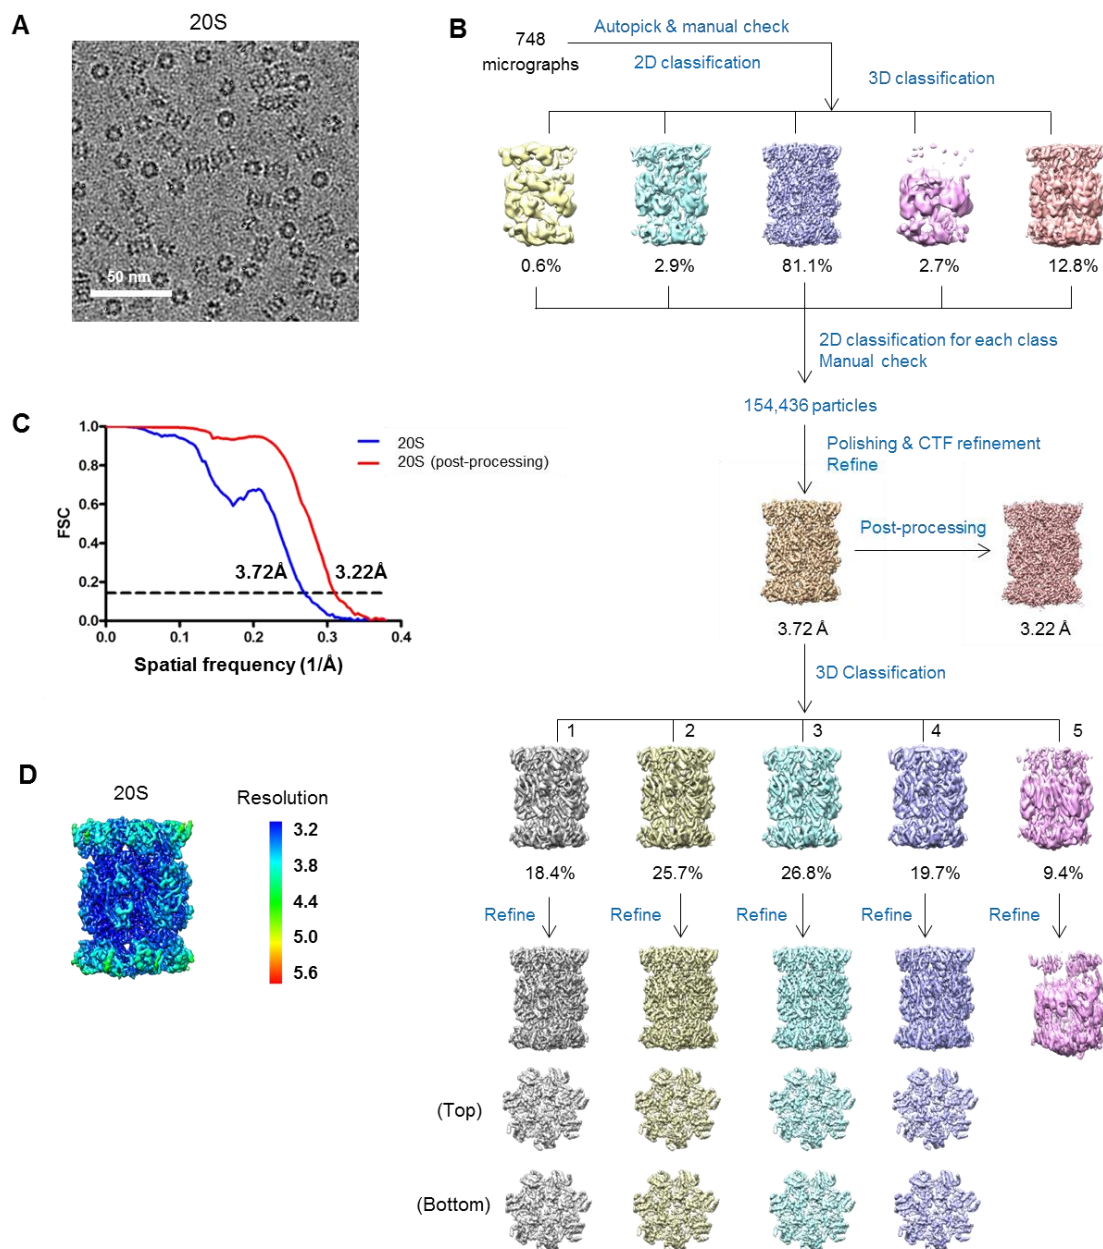 A
20S
50 nm
B
748
micrographs
Autopick & manual check
2D classification
3D classification
0.6%
2.9%
81.1%
2.7%
12.8%
2D classification for each class
Manual check
154,436 particles
Polishing & CTF refinement
Refine
Post-processing
3.72 Å
3.22 Å
3D Classification
1
2
3
4
5
18.4%
25.7%
26.8%
19.7%
9.4%
Refine
Refine
Refine
Refine
Refine
(Top)
(Bottom)
C
1.0
0.8
0.6
0.4
0.2
0.0
FSC
20S
20S (post-processing)
3.72Å
3.22Å
0.0
0.1
0.2
0.3
0.4
Spatial frequency (1/Å)
D
20S
Resolution
3.2
3.8
4.4
5.0
5.6